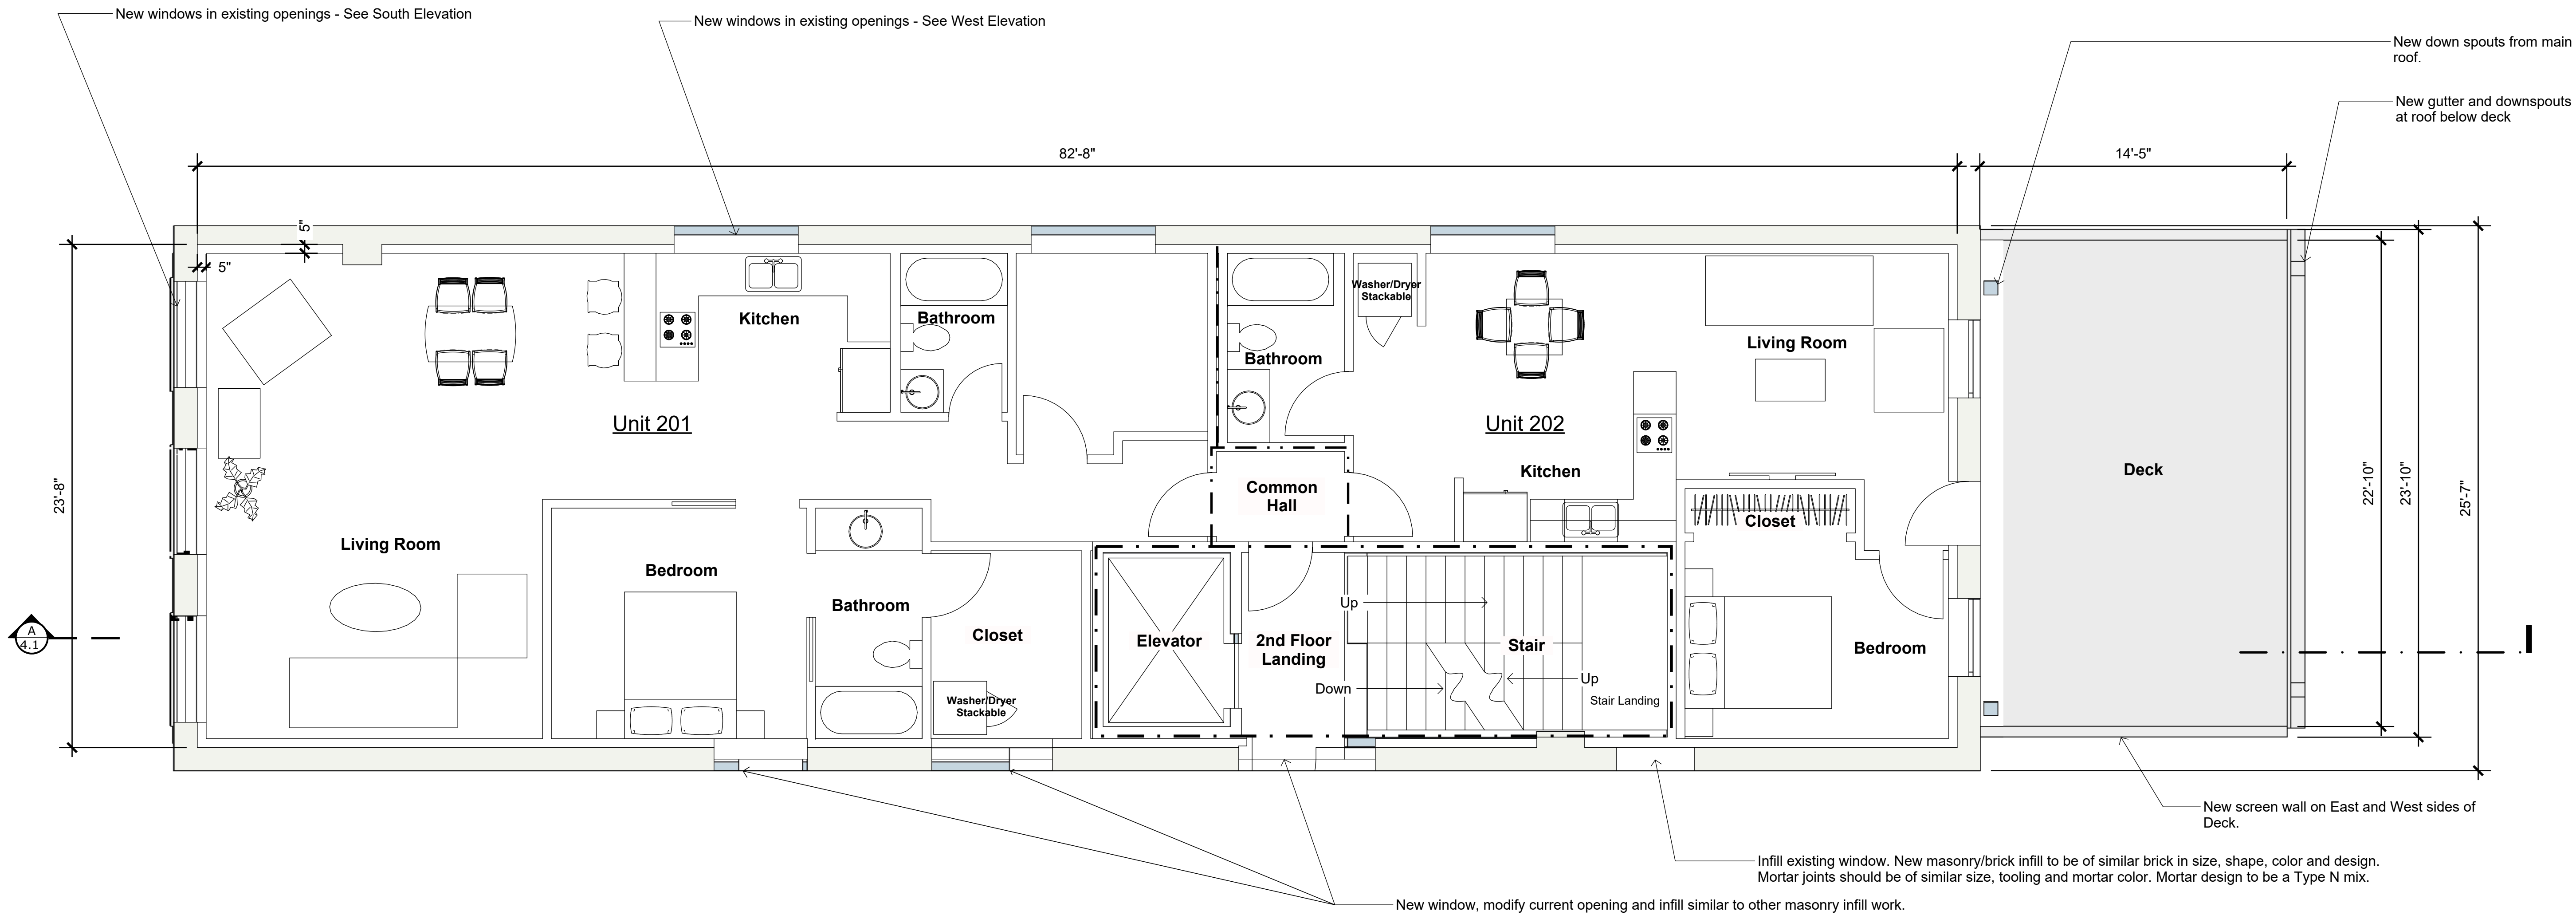 New windows in existing openings - See South Elevation
New windows in existing openings - See West Elevation
New down spouts from main
roof.
New gutter and downspouts
at roof below deck
82'-8"
14'-5"
5"
5"
Kitchen
Bathroom
Washer/Dryer
Stackable
Bathroom
Living Room
Unit 201
Unit 202
Kitchen
Common
Hall
Closet
Deck
23'-8"
22'-10"
23'-10"
25'-7"
Living Room
Bedroom
Bathroom
Closet
Washer/Dryer
Stackable
Elevator
2nd Floor
Landing
Up
Stair
Down
Up
Stair Landing
Bedroom
A
4.1
New screen wall on East and West sides of
Deck.
Infill existing window. New masonry/brick infill to be of similar brick in size, shape, color and design.
Mortar joints should be of similar size, tooling and mortar color. Mortar design to be a Type N mix.
New window, modify current opening and infill similar to other masonry infill work.